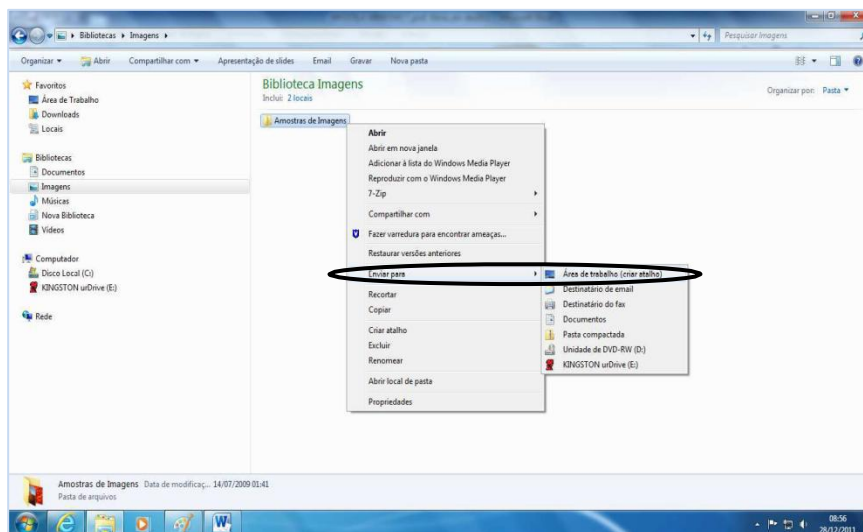 Bibliotecas ▸ Imagens ▸
Pesquisar Imagens
Organizar
Abrir
Compartilhar com
Apresentação de slides
Email
Gravar
Nova pasta
Favoritos
Área de Trabalho
Downloads
Locais
Bibliotecas
Documentos
Imagens
Músicas
Nova Biblioteca
Vídeos
Computador
Disco Local (C:)
KINGSTON urDrive (E:)
Rede
Biblioteca Imagens
Inclui: 2 locais
Organizar por: Pasta
Amostras de Imagens
Abrir
Abrir em nova janela
Adicionar à lista do Windows Media Player
Reproduzir com o Windows Media Player
7-Zip
Compartilhar com
Fazer varredura para encontrar ameaças...
Restaurar versões anteriores
Enviar para
Recortar
Copiar
Criar atalho
Excluir
Renomear
Abrir local de pasta
Propriedades
Área de trabalho (criar atalho)
Destinatário de email
Destinatário do fax
Documentos
Pasta compactada
Unidade de DVD-RW (D:)
KINGSTON urDrive (E:)
Amostras de Imagens Data de modificaç... 14/07/2009 01:41
Pasta de arquivos
08:56
28/12/2011